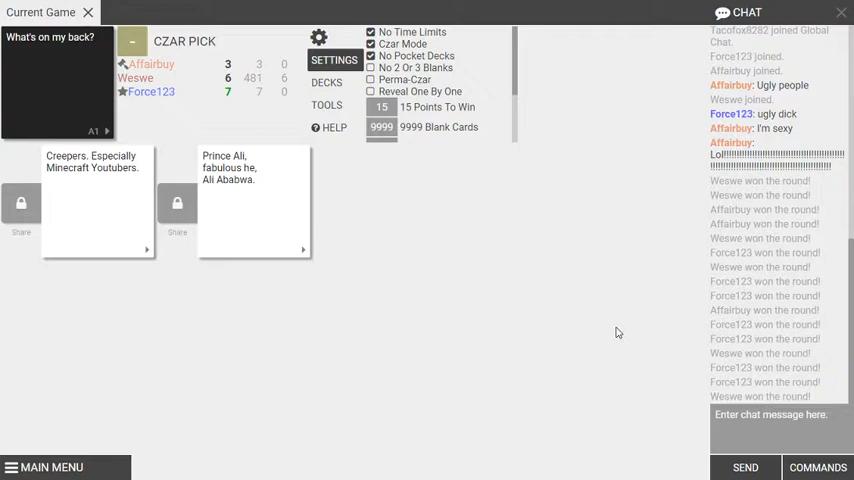 Current Game
What's on my back?
A1
CZAR PICK
Affairbuy 3 3 0
Weswe 6 481 6
Force123 7 7 0
SETTINGS
DECKS
TOOLS
HELP
No Time Limits
Czar Mode
No Pocket Decks
No 2 Or 3 Blanks
Perma-Czar
Reveal One By One
15 15 Points To Win
9999 9999 Blank Cards
Share
Creepers. Especially
Minecraft Youtubers.
Share
Prince Ali,
fabulous he,
Ali Ababwa.
MAIN MENU
CHAT
Tacofox8282 joined Global
Chat.
Force123 joined.
Affairbuy joined.
Affairbuy: Ugly people
Weswe joined.
Force123: ugly dick
Affairbuy: I'm sexy
Affairbuy:
Weswe won the round!
Weswe won the round!
Affairbuy won the round!
Affairbuy won the round!
Weswe won the round!
Force123 won the round!
Weswe won the round!
Force123 won the round!
Force123 won the round!
Affairbuy won the round!
Force123 won the round!
Force123 won the round!
Weswe won the round!
Force123 won the round!
Force123 won the round!
Weswe won the round!
Enter chat message here.
SEND
COMMANDS